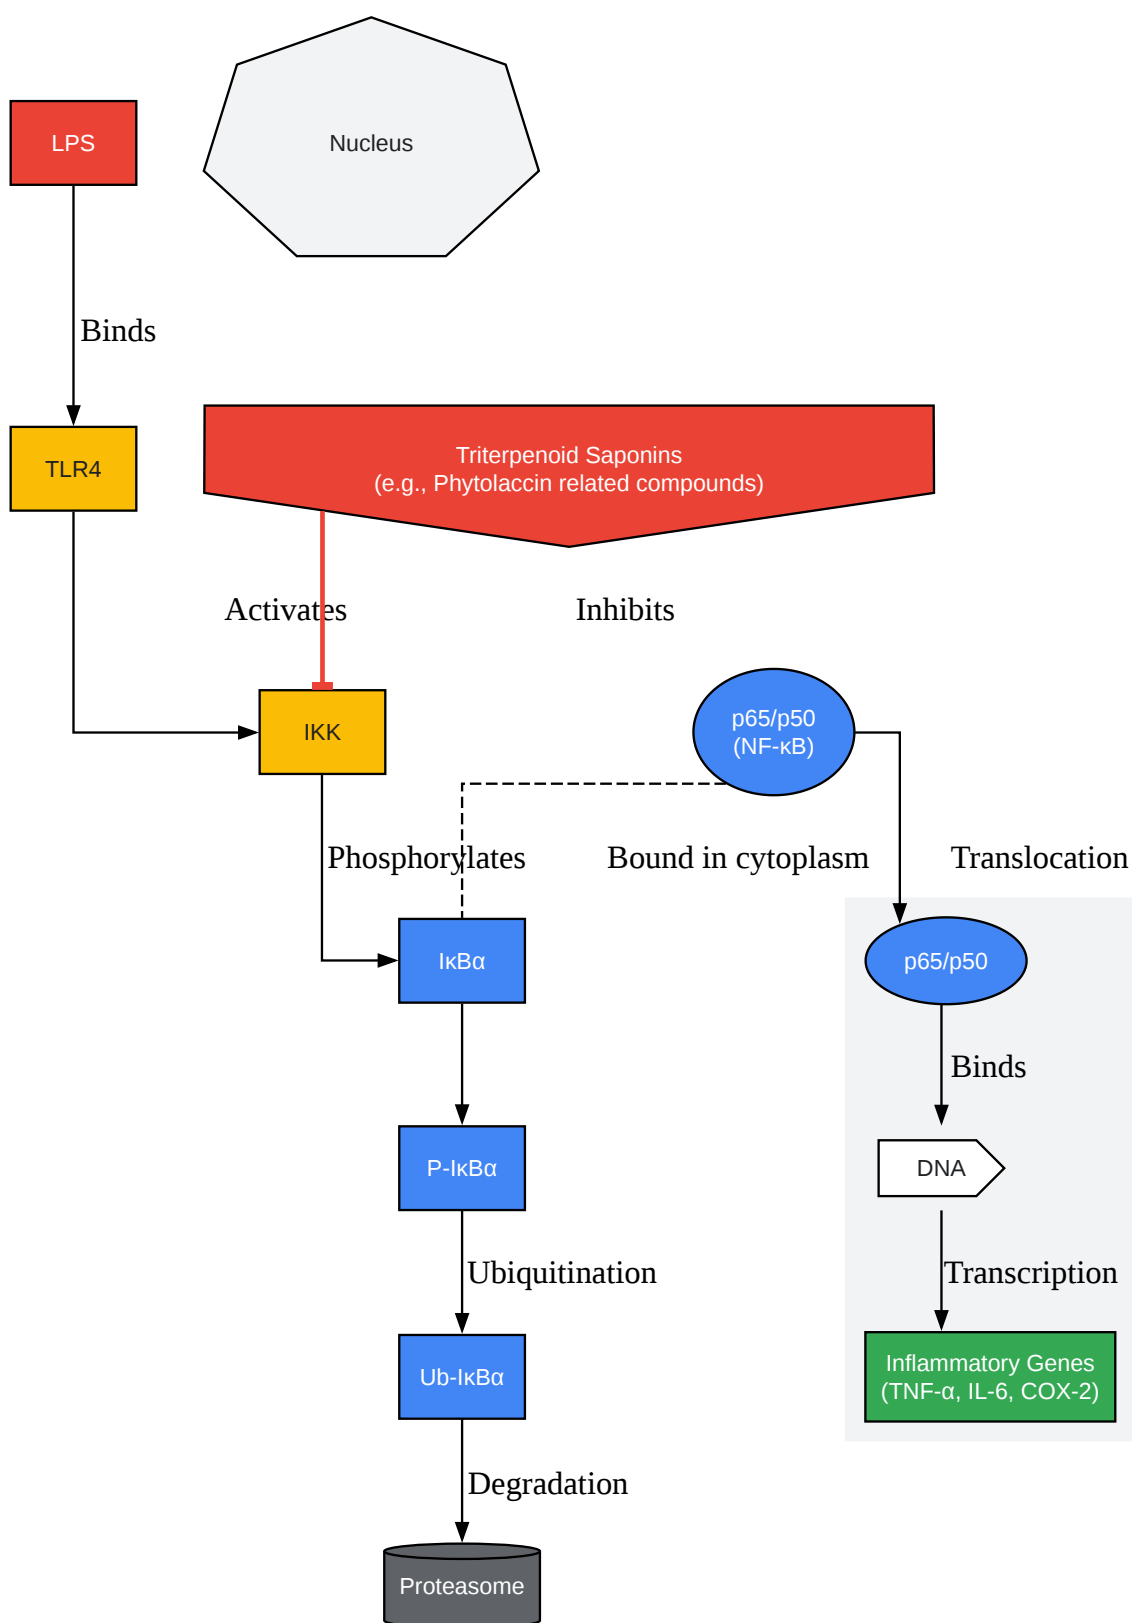 LPS
Nucleus
Binds
TLR4
Triterpenoid Saponins
(e.g., Phytolaccin related compounds)
Activates
Inhibits
IKK
p65/p50
(NF-κB)
Phosphorylates
Bound in cytoplasm
Translocation
IκBα
p65/p50
Binds
P-IκBα
DNA
Ubiquitination
Transcription
Ub-IκBα
Inflammatory Genes
(TNF-α, IL-6, COX-2)
Degradation
Proteasome